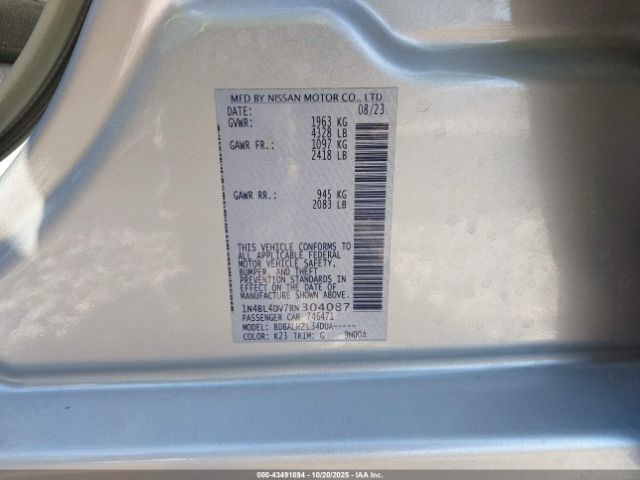 MFD BY NISSAN MOTOR CO., LTD.
DATE: 08/23
GVWR: 1963 KG
4328 LB
GAWR FR.: 1097 KG
2418 LB
GAWR RR.: 945 KG
2083 LB
THIS VEHICLE CONFORMS TO
ALL APPLICABLE FEDERAL
MOTOR VEHICLE SAFETY,
BUMPER, AND THEFT
PREVENTION STANDARDS IN
EFFECT ON THE DATE OF
MANUFACTURE SHOWN ABOVE.
1N4BL4DV7RN304087
PASSENGER CAR 746471
MODEL: BDBALHZL34DUA-----
COLOR: K23 TRIM: G 9N00A
000-43491894 | 10/20/2025 | Copyright © IAA, Inc.